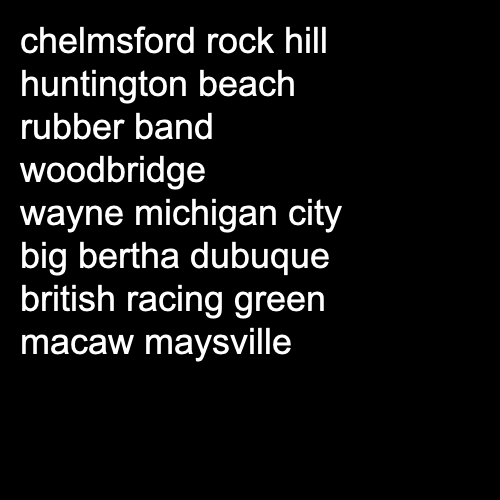 chelmsford rock hill
huntington beach
rubber band
woodbridge
wayne michigan city
big bertha dubuque
british racing green
macaw maysville